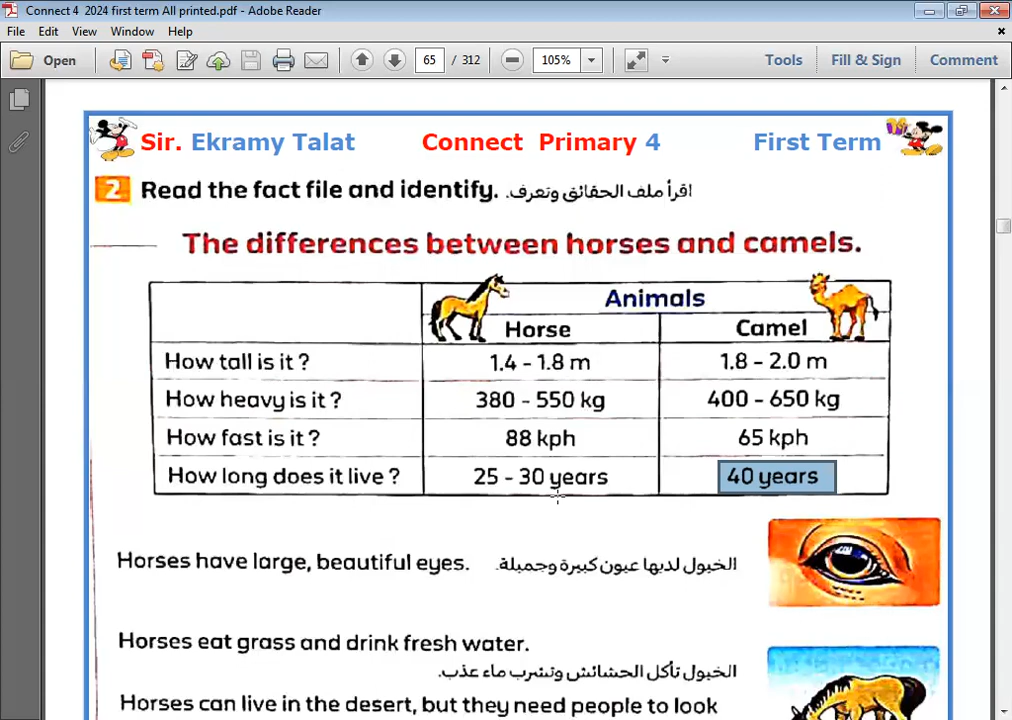 Connect 4 2024 first term All printed.pdf - Adobe Reader
File Edit View Window Help
Open 65 / 312 105% Tools Fill & Sign Comment
Sir. Ekramy Talat Connect Primary 4 First Term
2 Read the fact file and identify. اقرأ ملف الحقائق وتعرف.
The differences between horses and camels.
Animals
Horse Camel
How tall is it ? 1.4 - 1.8 m 1.8 - 2.0 m
How heavy is it ? 380 - 550 kg 400 - 650 kg
How fast is it ? 88 kph 65 kph
How long does it live ? 25 - 30 years 40 years
Horses have large, beautiful eyes. الخيول لديها عيون كبيرة وجميلة.
Horses eat grass and drink fresh water.
الخيول تأكل الحشائش وتشرب ماء عذب.
Horses can live in the desert, but they need people to look